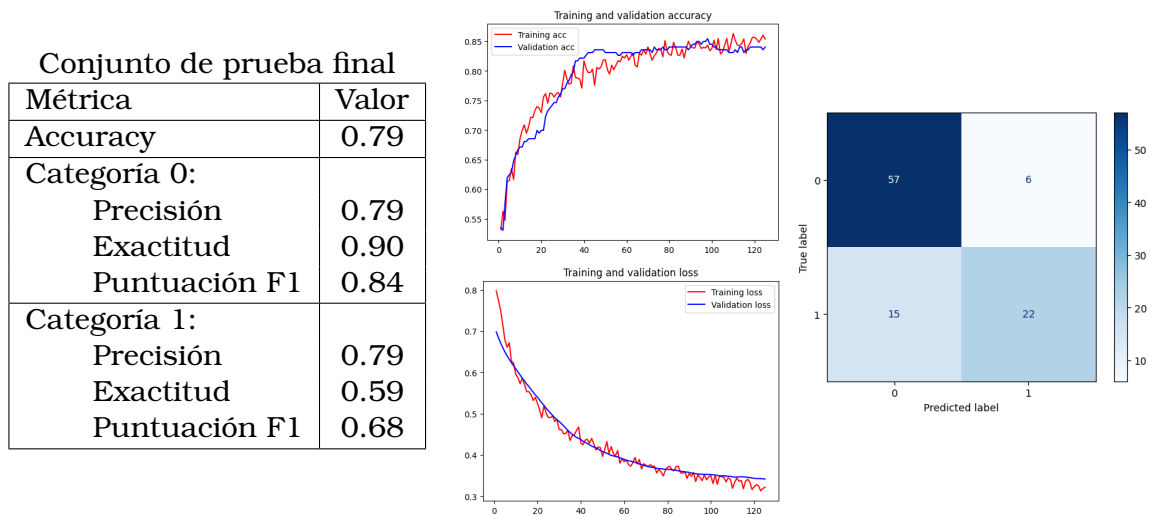 Conjunto de prueba final
Métrica Valor
Accuracy 0.79
Categoría 0:
Precisión 0.79
Exactitud 0.90
Puntuación F1 0.84
Categoría 1:
Precisión 0.79
Exactitud 0.59
Puntuación F1 0.68
Training and validation accuracy
Training acc
Validation acc
0.85
0.80
0.75
0.70
0.65
0.60
0.55
0 20 40 60 80 100 120
Training and validation loss
Training loss
Validation loss
0.8
0.7
0.6
0.5
0.4
0.3
0 20 40 60 80 100 120
True label
0 57 6
1 15 22
0 1
Predicted label
50
40
30
20
10